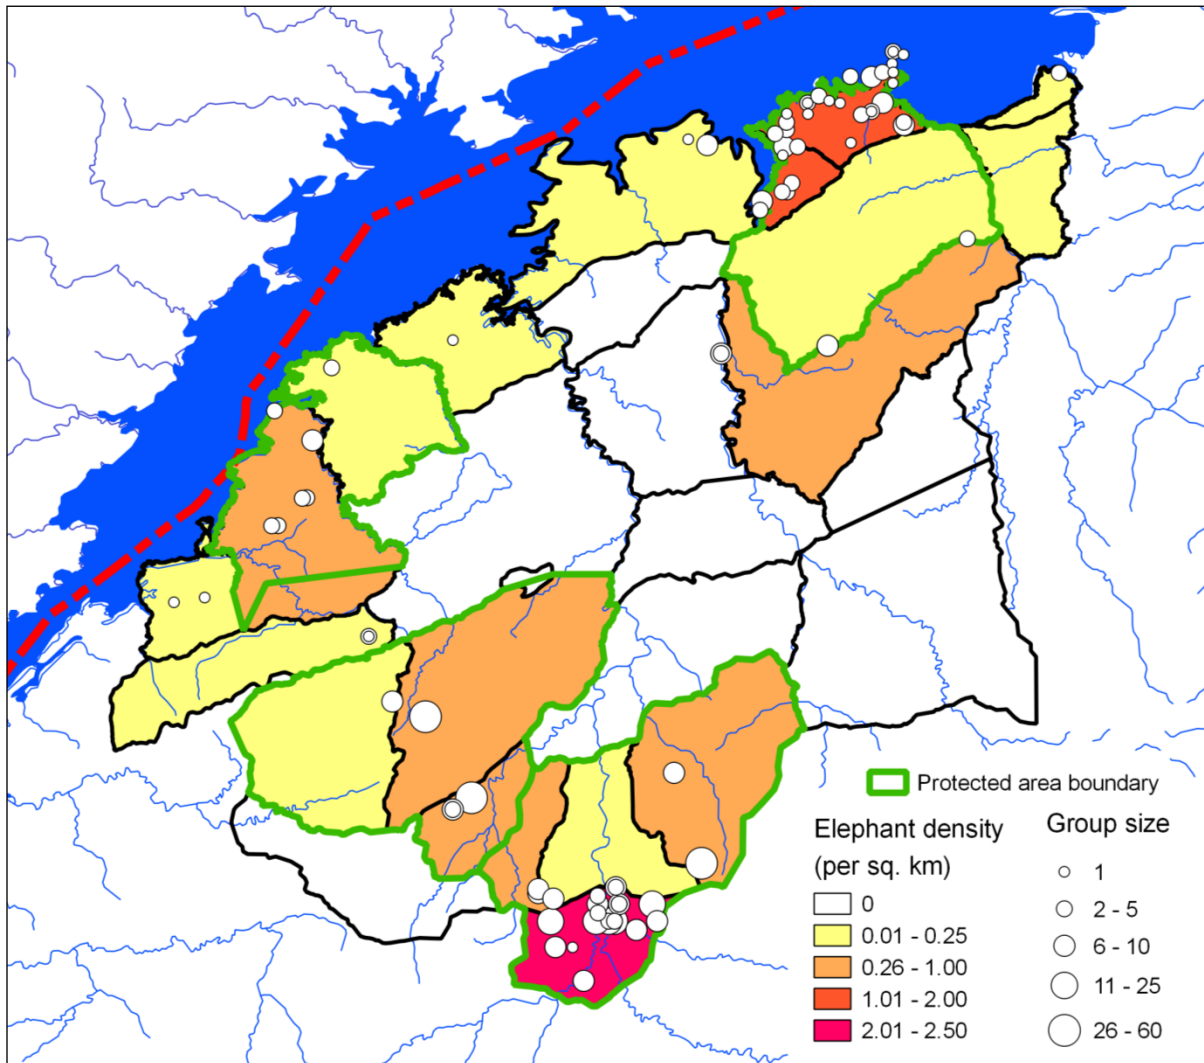 Protected area boundary
Elephant density
(per sq. km)
0
0.01 - 0.25
0.26 - 1.00
1.01 - 2.00
2.01 - 2.50
Group size
1
2 - 5
6 - 10
11 - 25
26 - 60